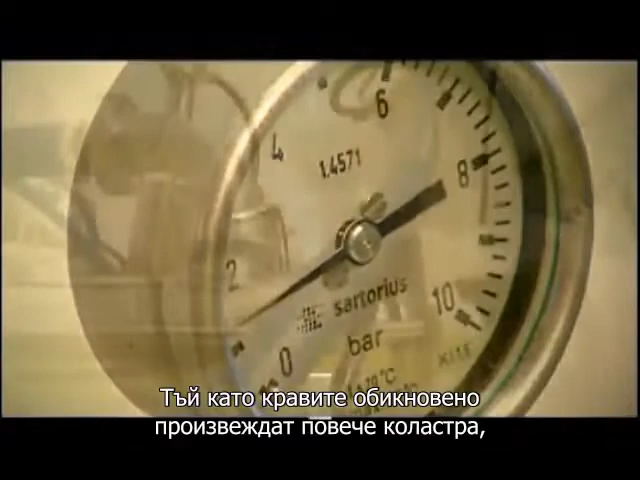 6
4
1.4571
8
2
sartorius
10
bar
0
Тъй като кравите обикновено
произвеждат повече коластра,